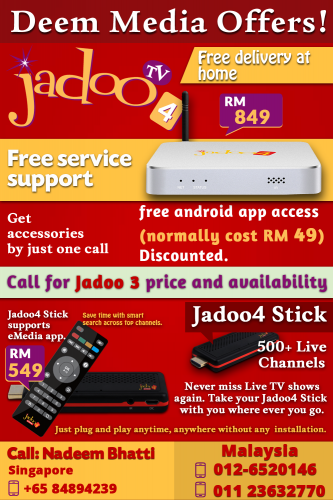 Deem Media Offers!
jadoo TV 4
Free delivery at
home
RM
849
jadoo 4
Free service
support
Get
accessories
by just one call
free android app access
(normally cost RM 49)
Discounted.
Call for Jadoo 3 price and availability
Jadoo4 Stick
supports
eMedia app.
Save time with smart
search across for channels.
RM
549
Jadoo4 Stick
500+ Live
Channels
Never miss Live TV shows
again. Take your Jadoo4 Stick
with you where ever you go.
jadoo
Just plug and play anytime, anywhere without any installation.
Call: Nadeem Bhatti
Singapore
+65 84894239
Malaysia
012-6520146
011 23632770